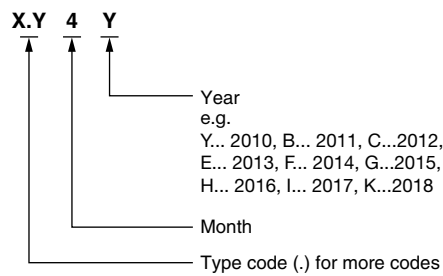 X.Y 4 Y
Year
e.g.
Y... 2010, B... 2011, C...2012,
E... 2013, F... 2014, G...2015,
H... 2016, I... 2017, K...2018
Month
Type code (.) for more codes